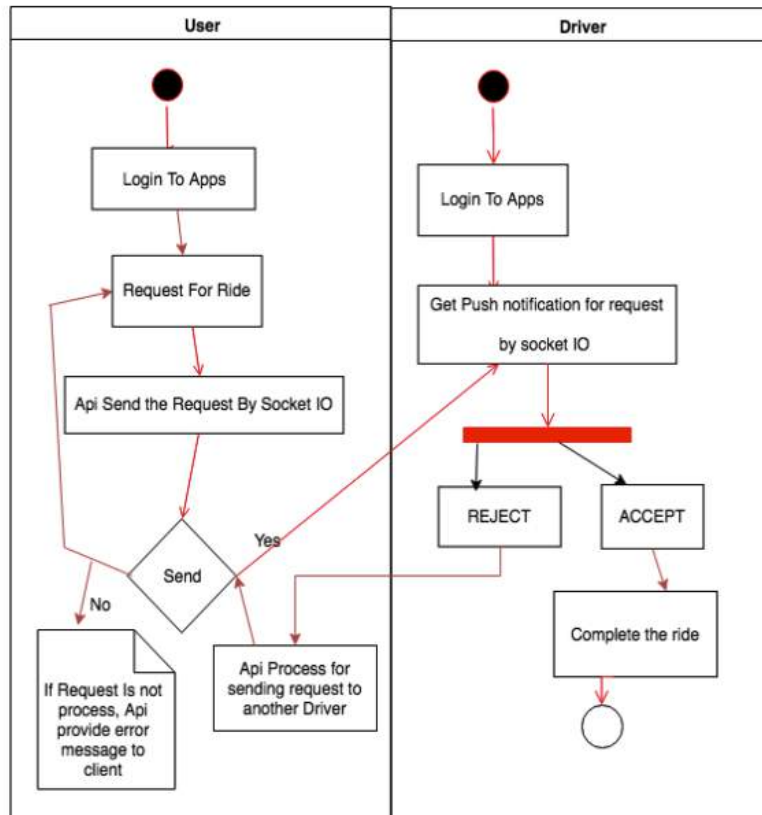 User
Driver
Login To Apps
Login To Apps
Request For Ride
Get Push notification for request
by socket IO
Api Send the Request By Socket IO
REJECT
ACCEPT
Yes
Send
No
Complete the ride
If Request Is not
process, Api
provide error
message to
client
Api Process for
sending request to
another Driver